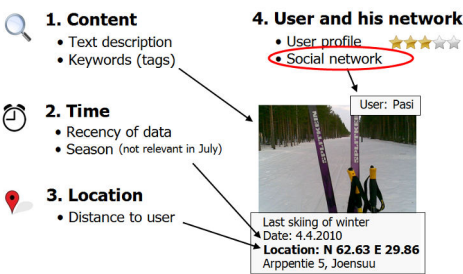 1. Content
• Text description
• Keywords (tags)
2. Time
• Recency of data
• Season (not relevant in July)
3. Location
• Distance to user
4. User and his network
• User profile
• Social network
User: Pasi
Last skiing of winter
Date: 4.4.2010
Location: N 62.63 E 29.86
Arppentie 5, Joensuu